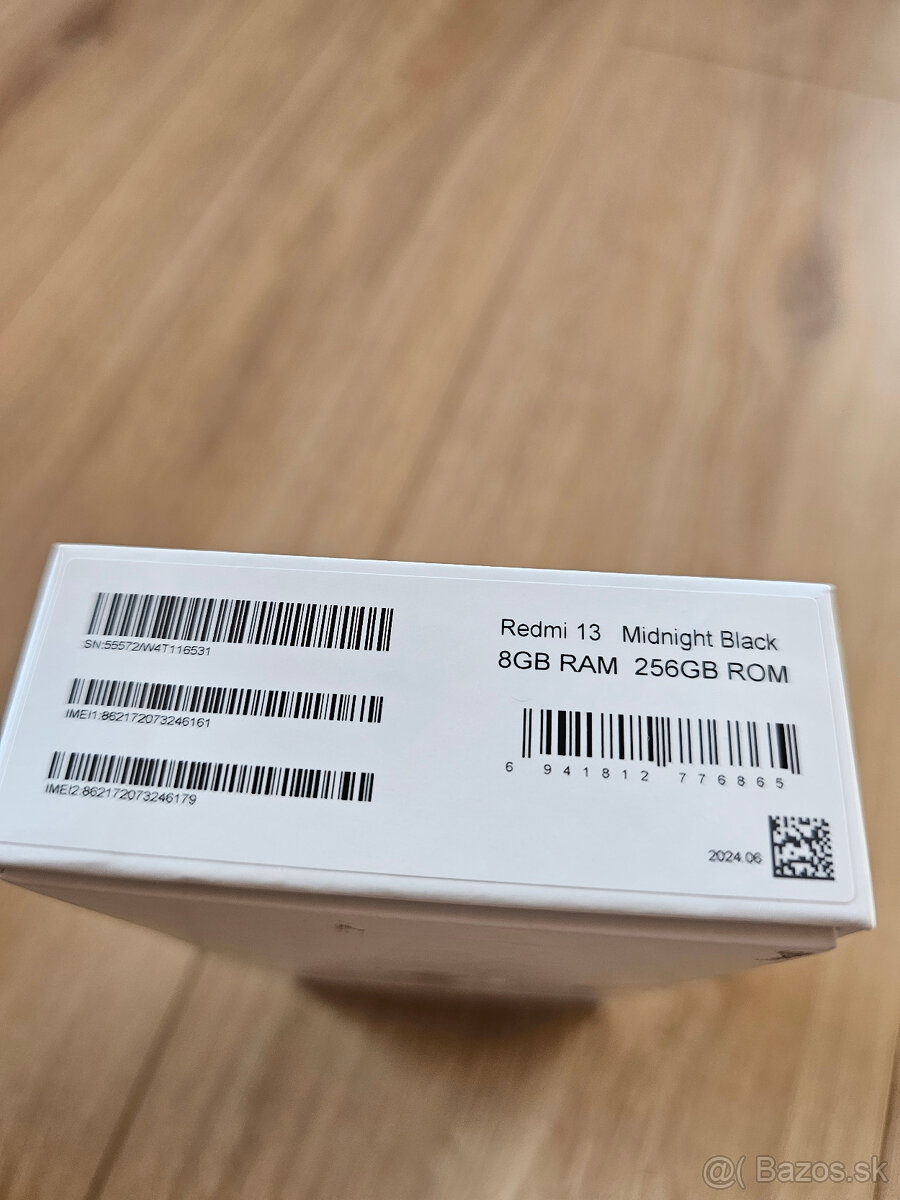 SN:55572/W4T116531
IMEI1:862172073246161
IMEI2:862172073246179
Redmi 13 Midnight Black
8GB RAM 256GB ROM
6 941812 776865
2024.06
@( Bazos.sk